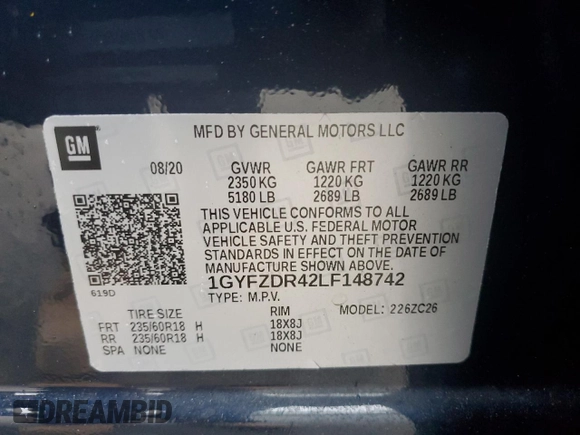 GM
MFD BY GENERAL MOTORS LLC
08/20 GVWR GAWR FRT GAWR RR
2350 KG 1220 KG 1220 KG
5180 LB 2689 LB 2689 LB
THIS VEHICLE CONFORMS TO ALL
APPLICABLE U.S. FEDERAL MOTOR
VEHICLE SAFETY AND THEFT PREVENTION
STANDARDS IN EFFECT ON THE DATE OF
MANUFACTURE SHOWN ABOVE.
619D
1GYFZDR42LF148742
TYPE: M.P.V.
TIRE SIZE RIM MODEL: 226ZC26
FRT 235/60R18 H 18X8J
RR 235/60R18 H 18X8J
SPA NONE NONE
DREAMBID